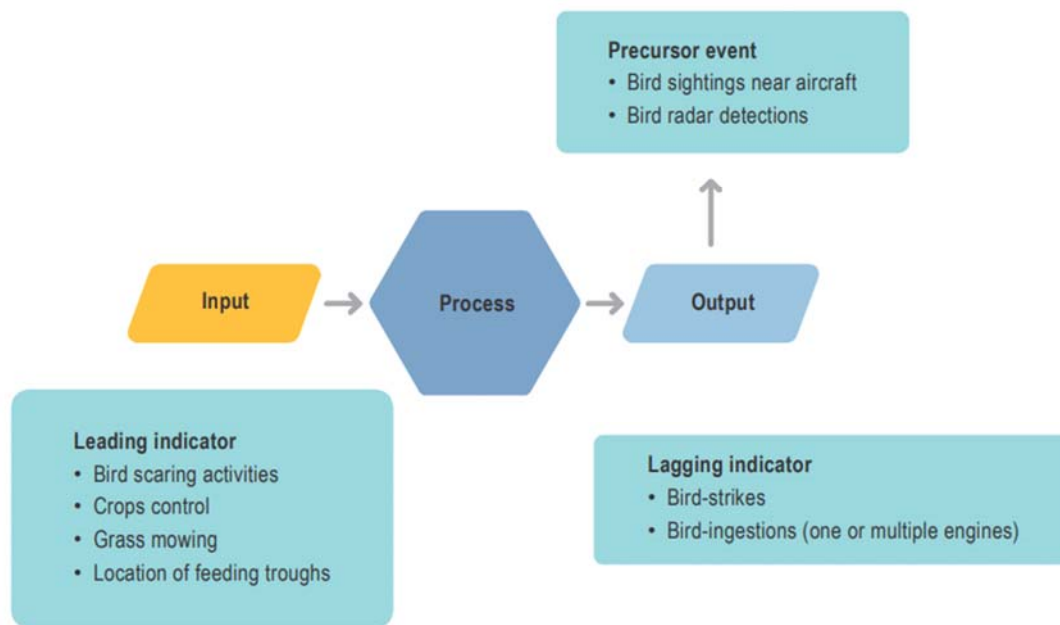 Precursor event
• Bird sightings near aircraft
• Bird radar detections
Input
Process
Output
Leading indicator
• Bird scaring activities
• Crops control
• Grass mowing
• Location of feeding troughs
Lagging indicator
• Bird-strikes
• Bird-ingestions (one or multiple engines)